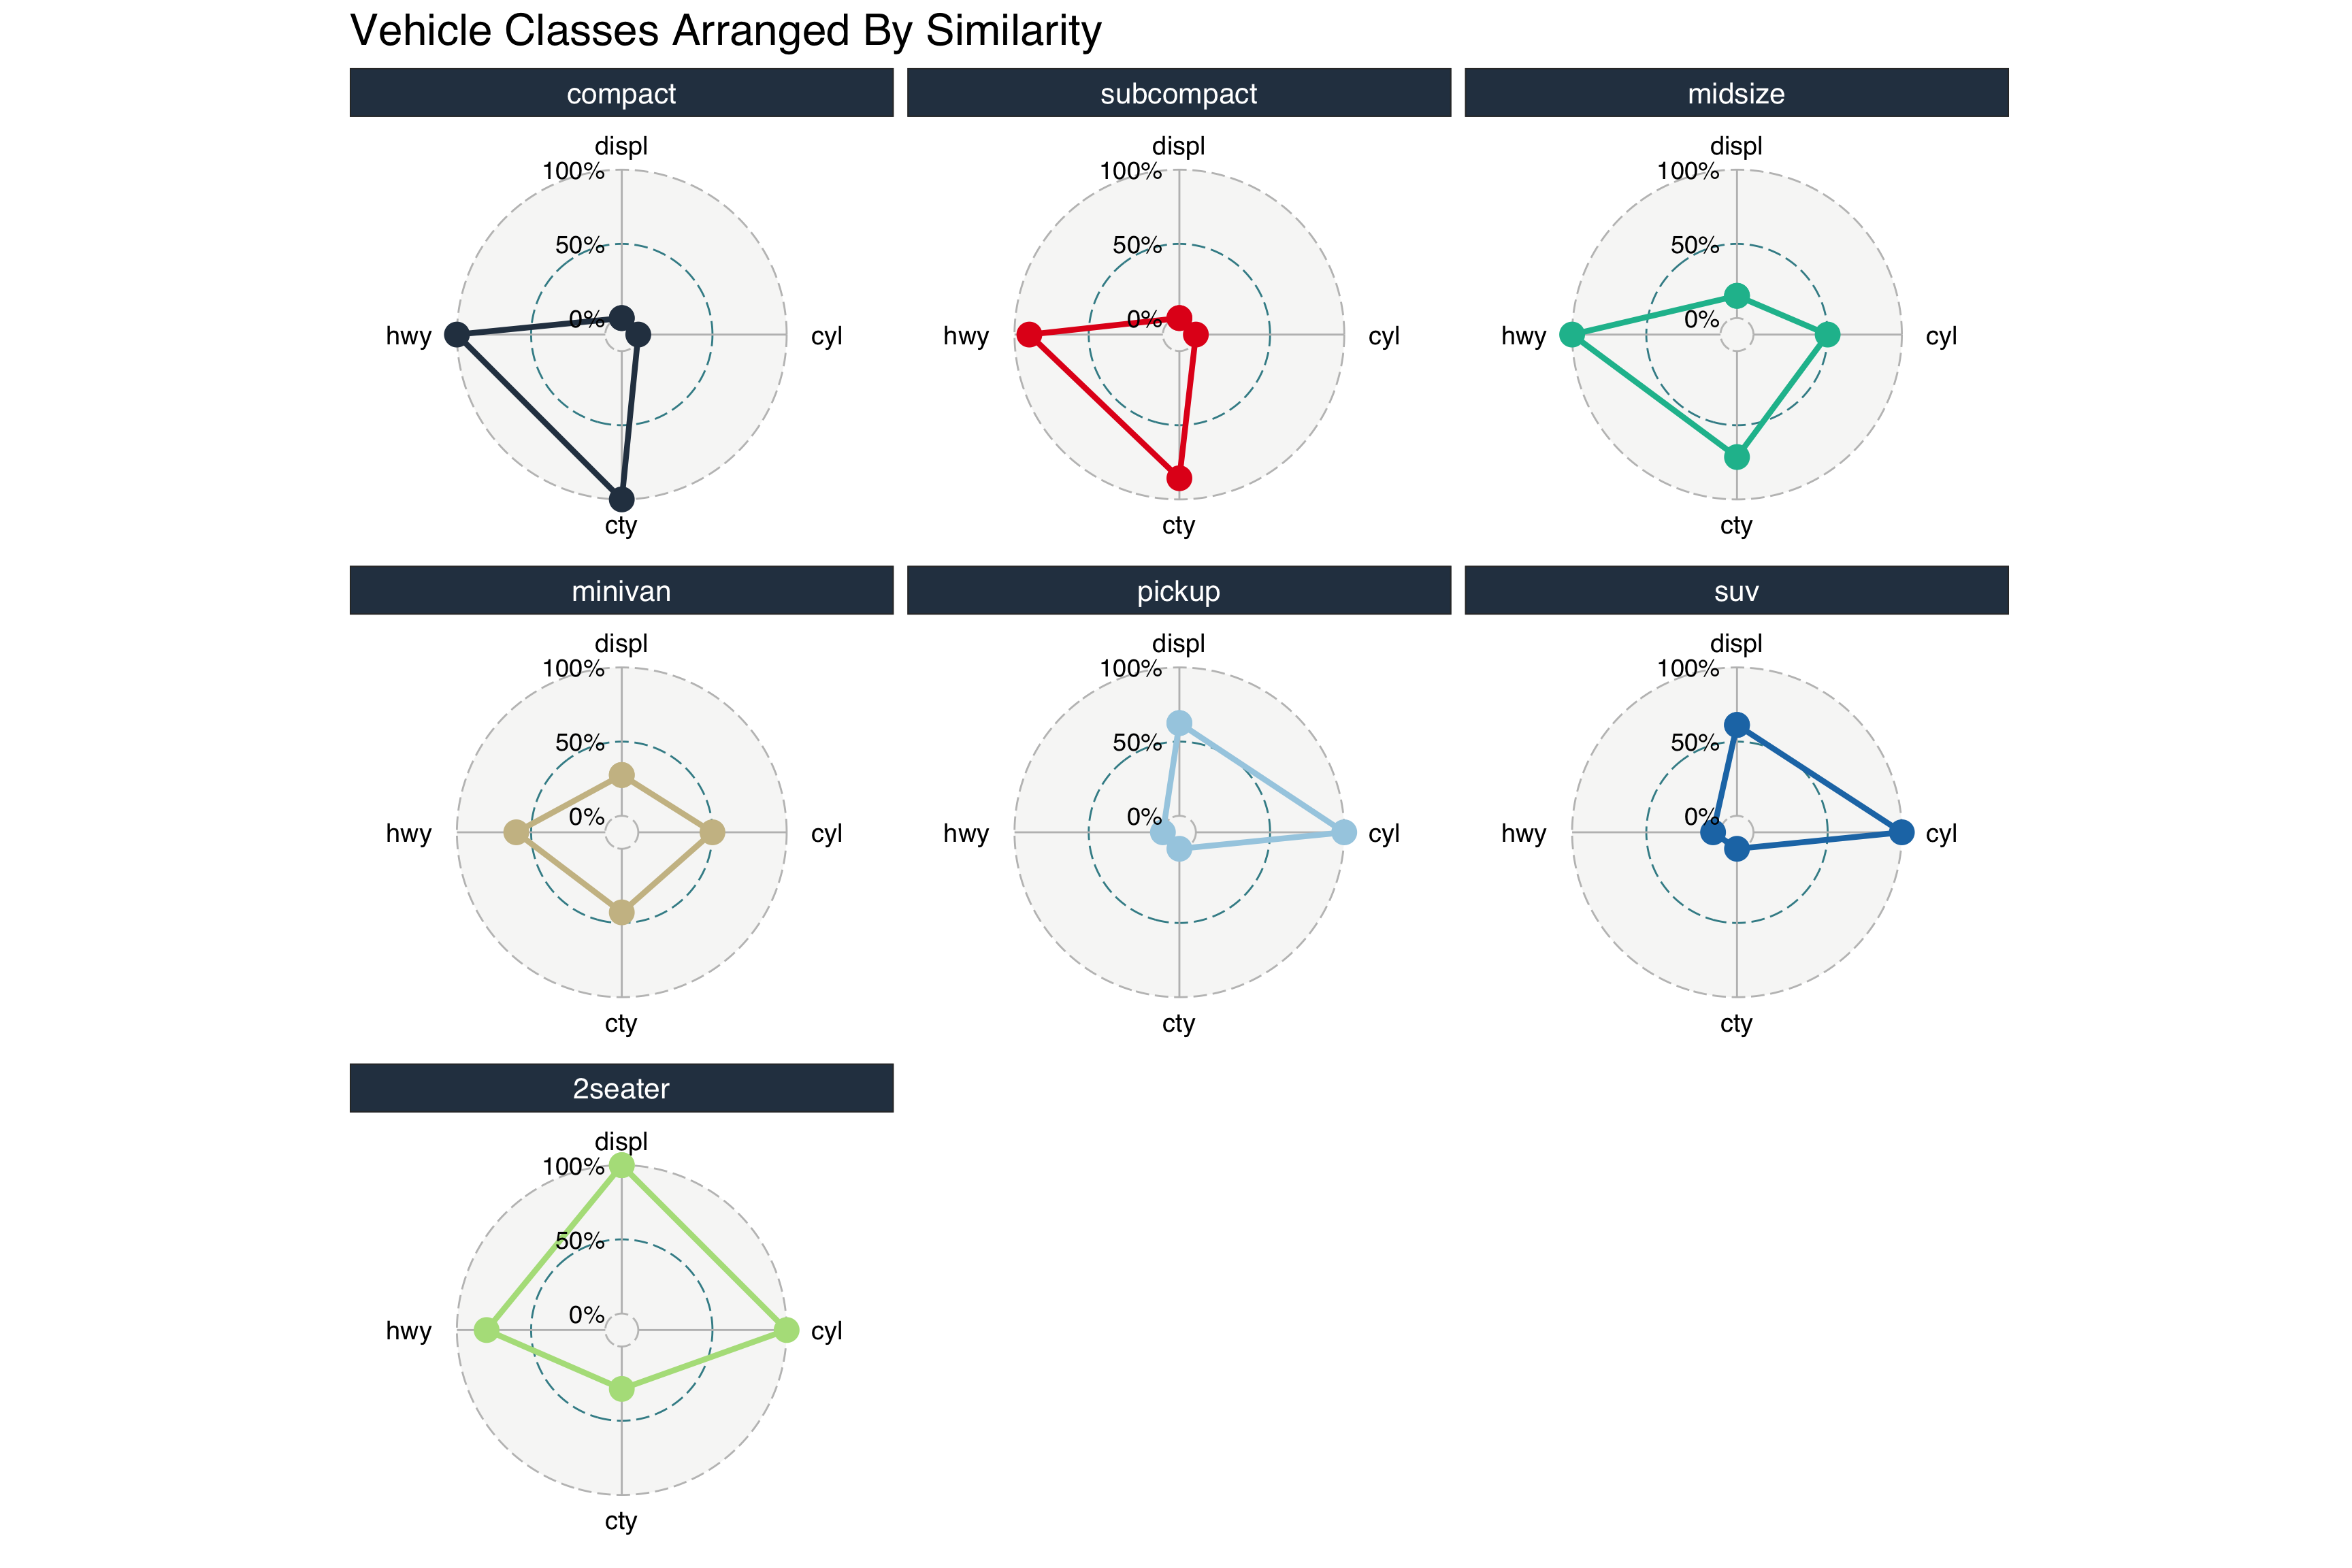 Vehicle Classes Arranged By Similarity
compact
subcompact
midsize
displ
100%
50%
0%
hwy
cyl
cty
displ
100%
50%
0%
hwy
cyl
cty
displ
100%
50%
0%
hwy
cyl
cty
minivan
pickup
suv
displ
100%
50%
0%
hwy
cyl
cty
displ
100%
50%
0%
hwy
cyl
cty
displ
100%
50%
0%
hwy
cyl
cty
2seater
displ
100%
50%
0%
hwy
cyl
cty